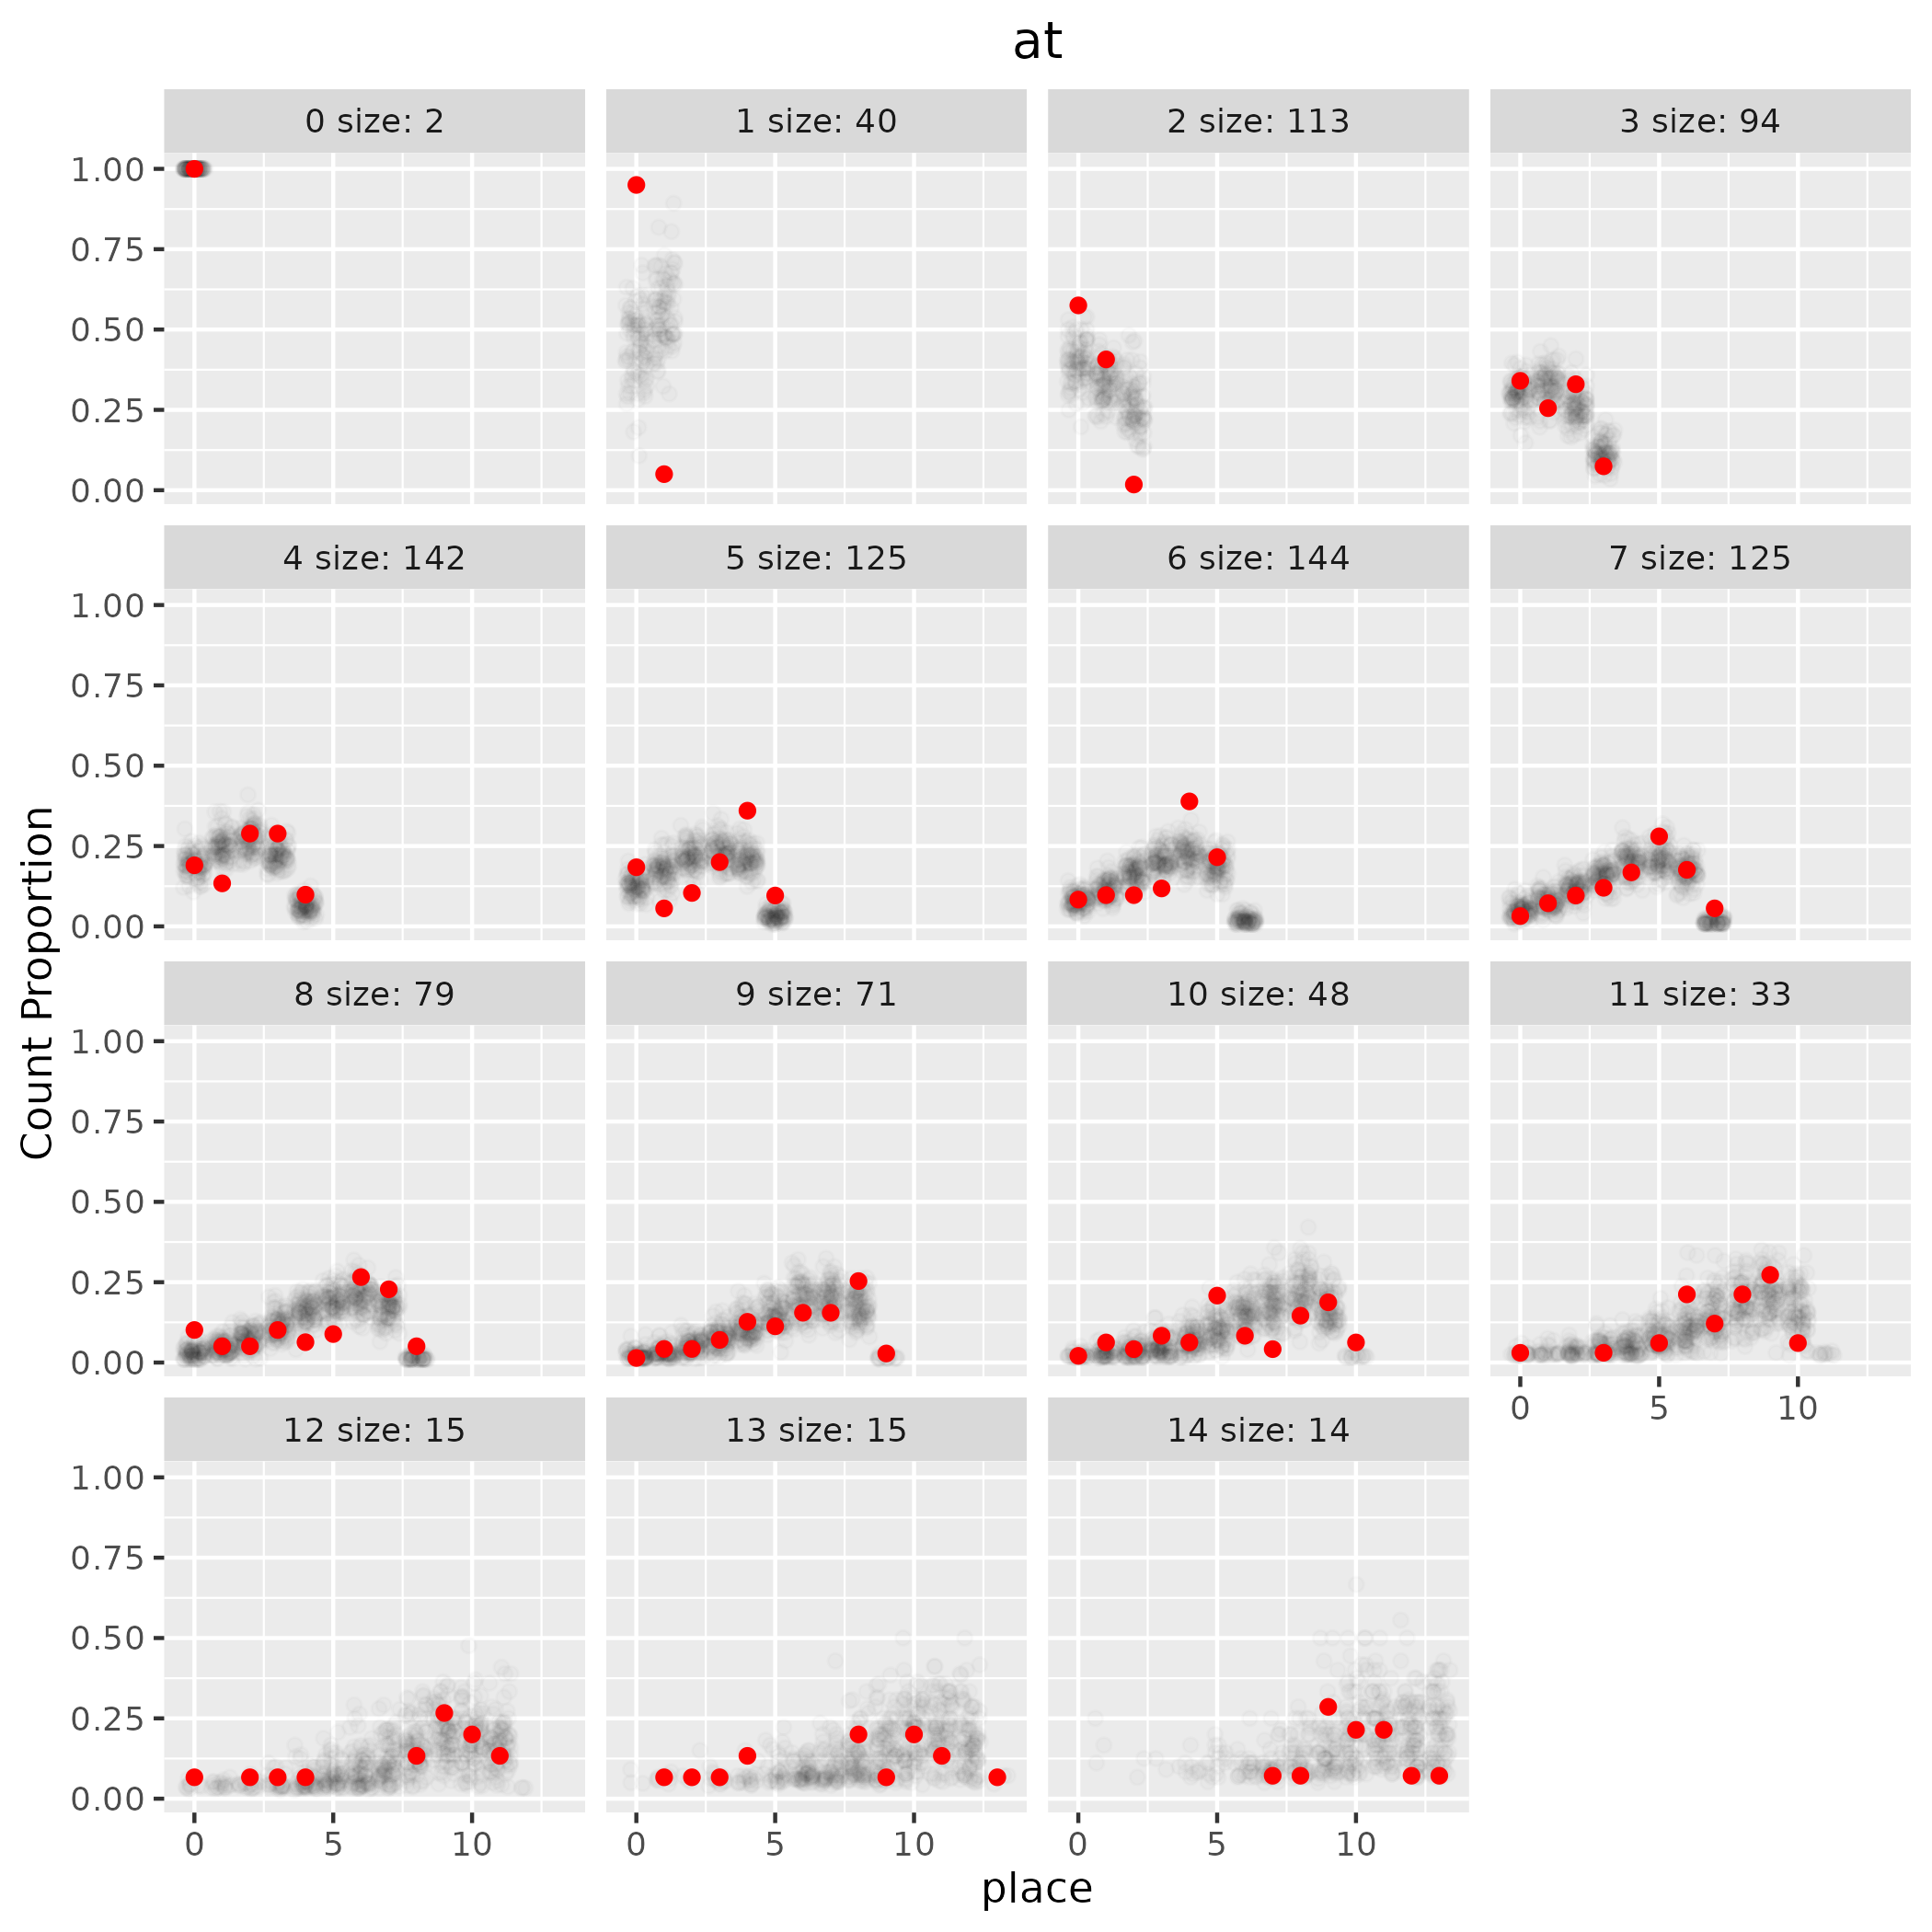 at
0 size: 2
1 size: 40
2 size: 113
3 size: 94
1.00
0.75
0.50
0.25
0.00
4 size: 142
5 size: 125
6 size: 144
7 size: 125
1.00
0.75
0.50
0.25
0.00
8 size: 79
9 size: 71
10 size: 48
11 size: 33
1.00
0.75
0.50
0.25
0.00
0 5 10
12 size: 15
13 size: 15
14 size: 14
1.00
0.75
0.50
0.25
0.00
0 5 10
0 5 10
0 5 10
place
Count Proportion